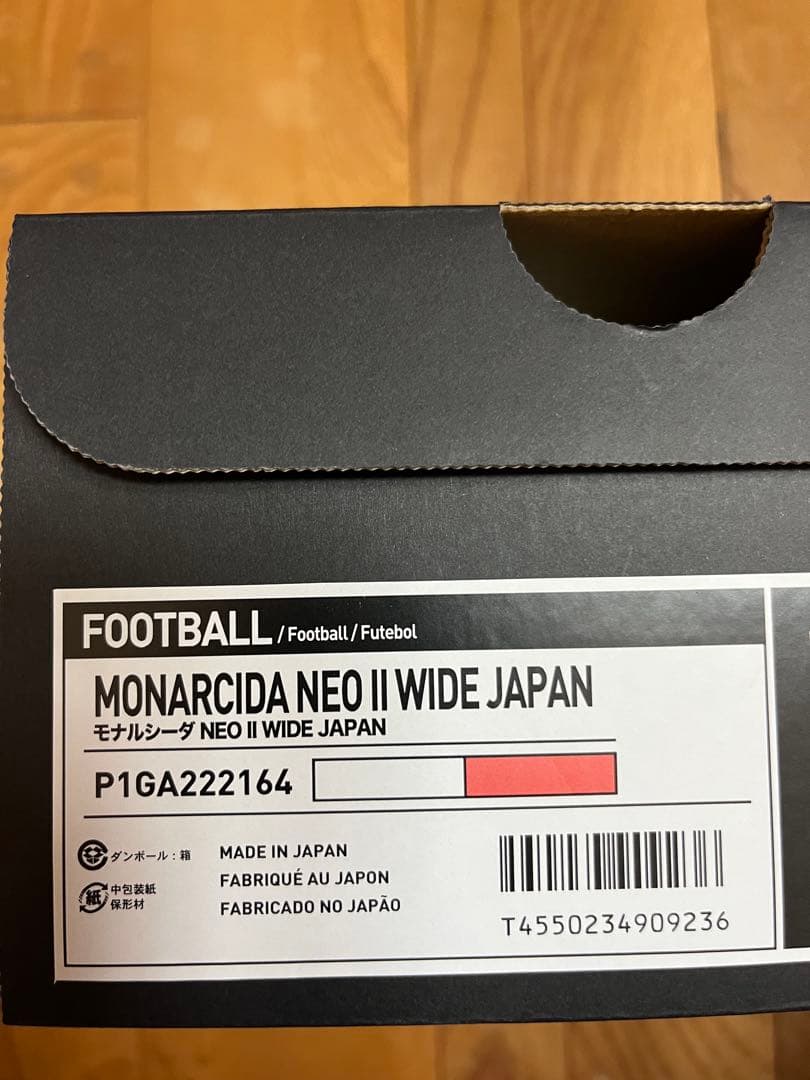 FOOTBALL / Football / Futebol
MONARCIDA NEO II WIDE JAPAN
モナルシーダ NEO II WIDE JAPAN
P1GA222164
ダンボール : 箱
紙
中包装紙
保形材
MADE IN JAPAN
FABRIQUÉ AU JAPON
FABRICADO NO JAPÃO
T4550234909236